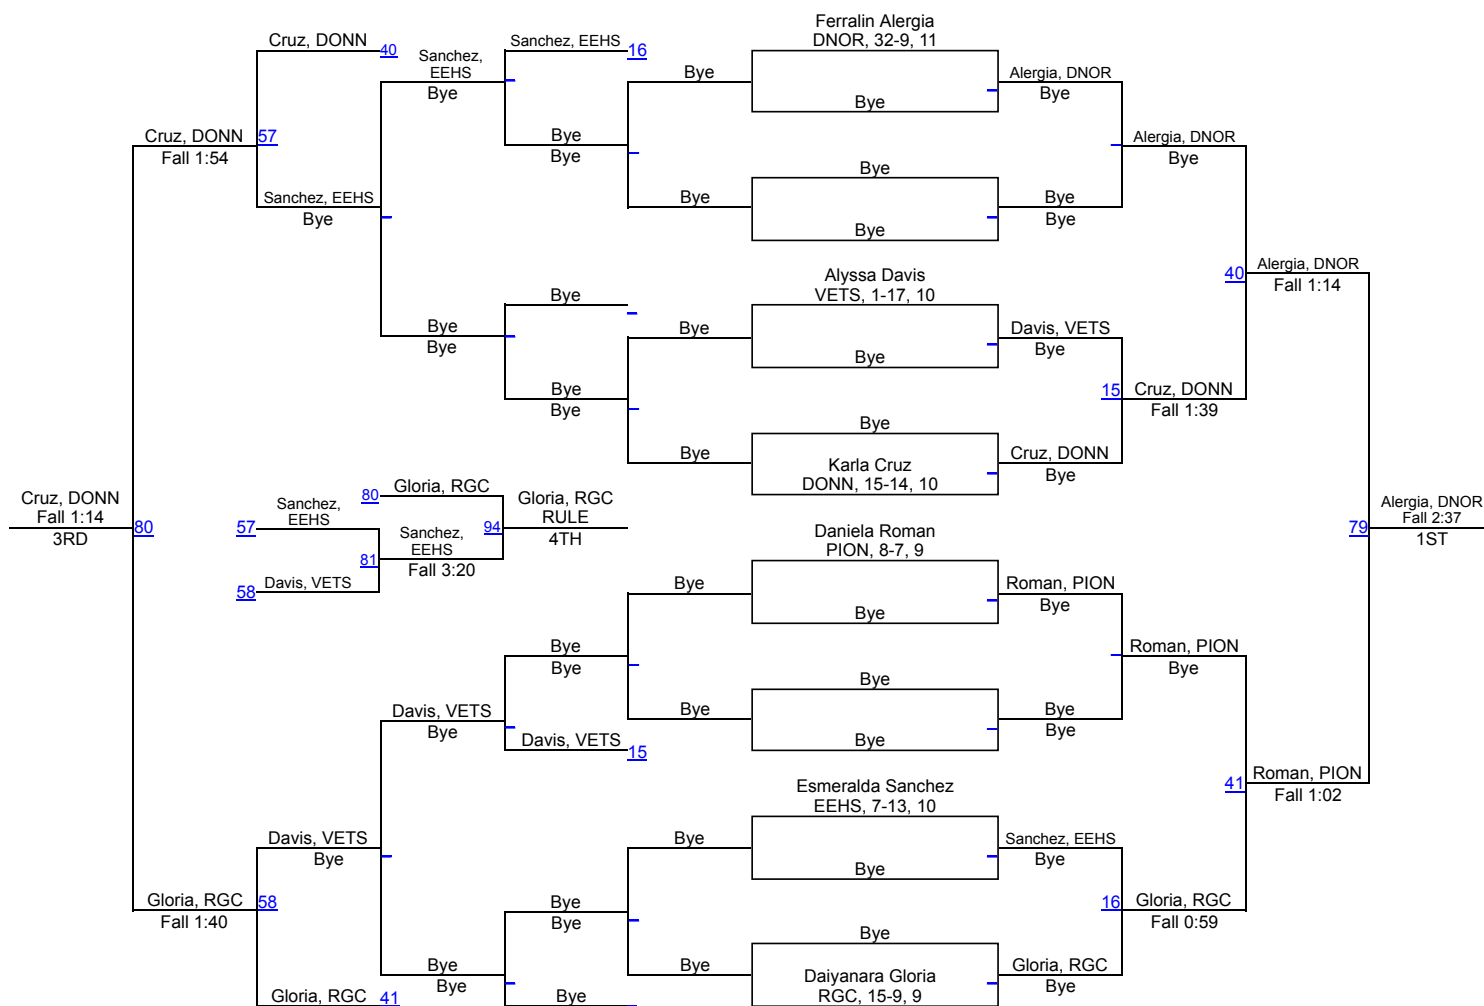 Ferralin Alergia
DNOR, 32-9, 11
Cruz, DONN
40
Sanchez, EEHS
16
Sanchez,
EEHS
Bye
Bye
Bye
Alergia, DNOR
Bye
Cruz, DONN
57
Fall 1:54
Bye
Bye
Alergia, DNOR
Bye
Sanchez, EEHS
Bye
Bye
Bye
Bye
Bye
Bye
Alyssa Davis
VETS, 1-17, 10
40
Alergia, DNOR
Fall 1:14
Bye
Bye
Bye
Bye
Bye
Davis, VETS
Bye
Bye
Bye
15
Cruz, DONN
Fall 1:39
Bye
Bye
Karla Cruz
DONN, 15-14, 10
Cruz, DONN
Bye
Cruz, DONN
Fall 1:14
3RD
80
80
Gloria, RGC
Sanchez,
EEHS
57
Sanchez,
EEHS
94
Gloria, RGC
RULE
4TH
81
Fall 3:20
58
Davis, VETS
Daniela Roman
PION, 8-7, 9
79
Alergia, DNOR
Fall 2:37
1ST
Bye
Bye
Roman, PION
Bye
Bye
Bye
Roman, PION
Bye
Davis, VETS
Bye
Bye
Bye
Bye
Bye
Bye
Davis, VETS
15
Esmeralda Sanchez
EEHS, 7-13, 10
41
Roman, PION
Fall 1:02
Davis, VETS
Bye
Bye
Bye
Sanchez, EEHS
Bye
Gloria, RGC
58
Fall 1:40
Bye
Bye
16
Gloria, RGC
Fall 0:59
Bye
Bye
Bye
Bye
Daiyanara Gloria
RGC, 15-9, 9
Gloria, RGC
Bye
Gloria, RGC
41
Bye